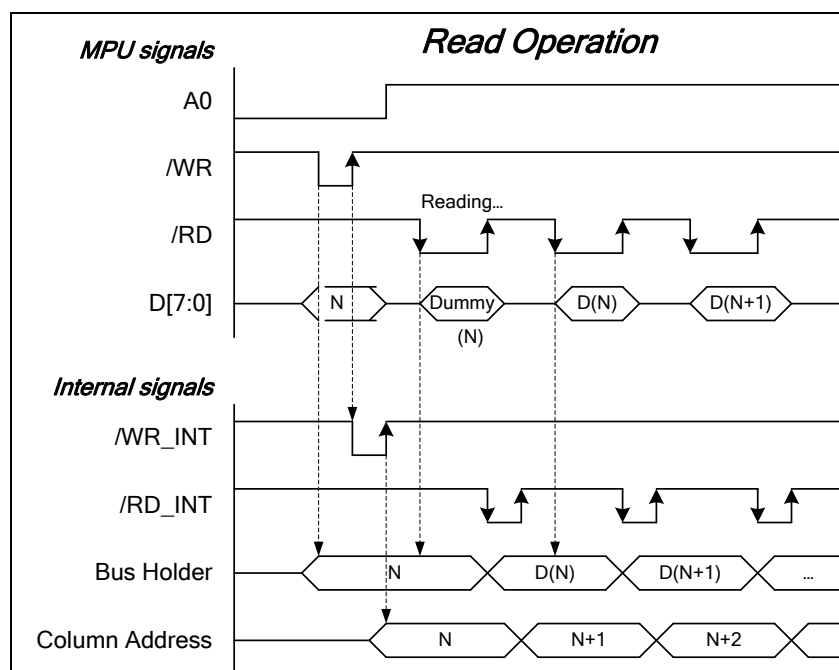 Read Operation
MPU signals
A0
/WR
Reading...
/RD
D[7:0] N Dummy D(N) D(N+1)
(N)
Internal signals
/WR_INT
/RD_INT
Bus Holder N D(N) D(N+1) ...
Column Address N N+1 N+2